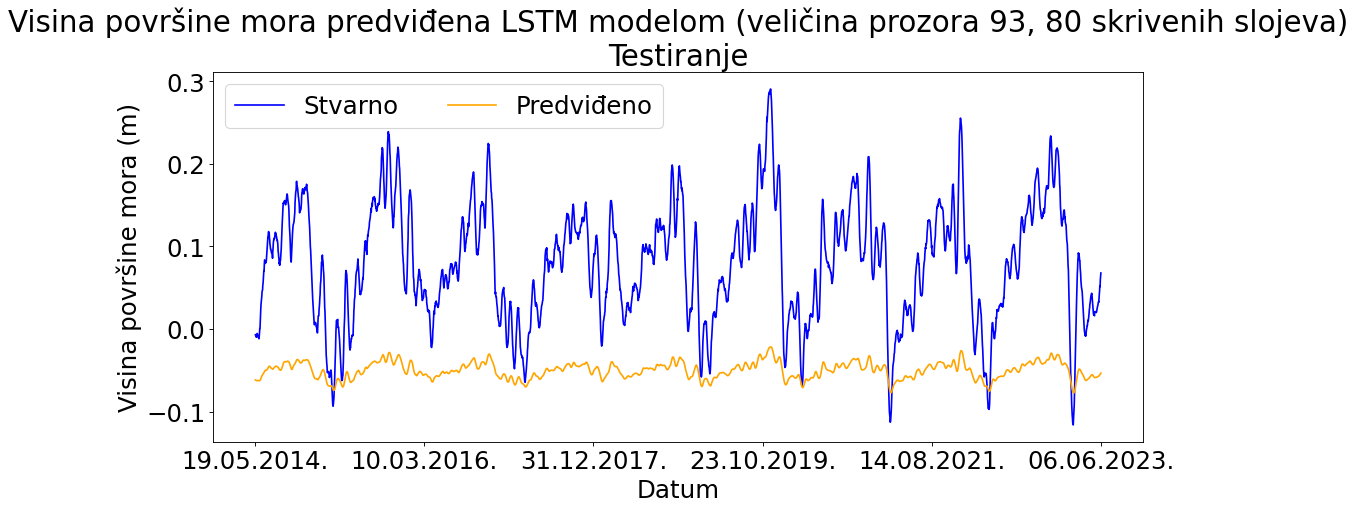 Visina površine mora predviđena LSTM modelom (veličina prozora 93, 80 skrivenih slojeva)
Testiranje
Stvarno
Predviđeno
Visina površine mora (m)
0.3
0.2
0.1
0.0
−0.1
19.05.2014.
10.03.2016.
31.12.2017.
23.10.2019.
14.08.2021.
06.06.2023.
Datum